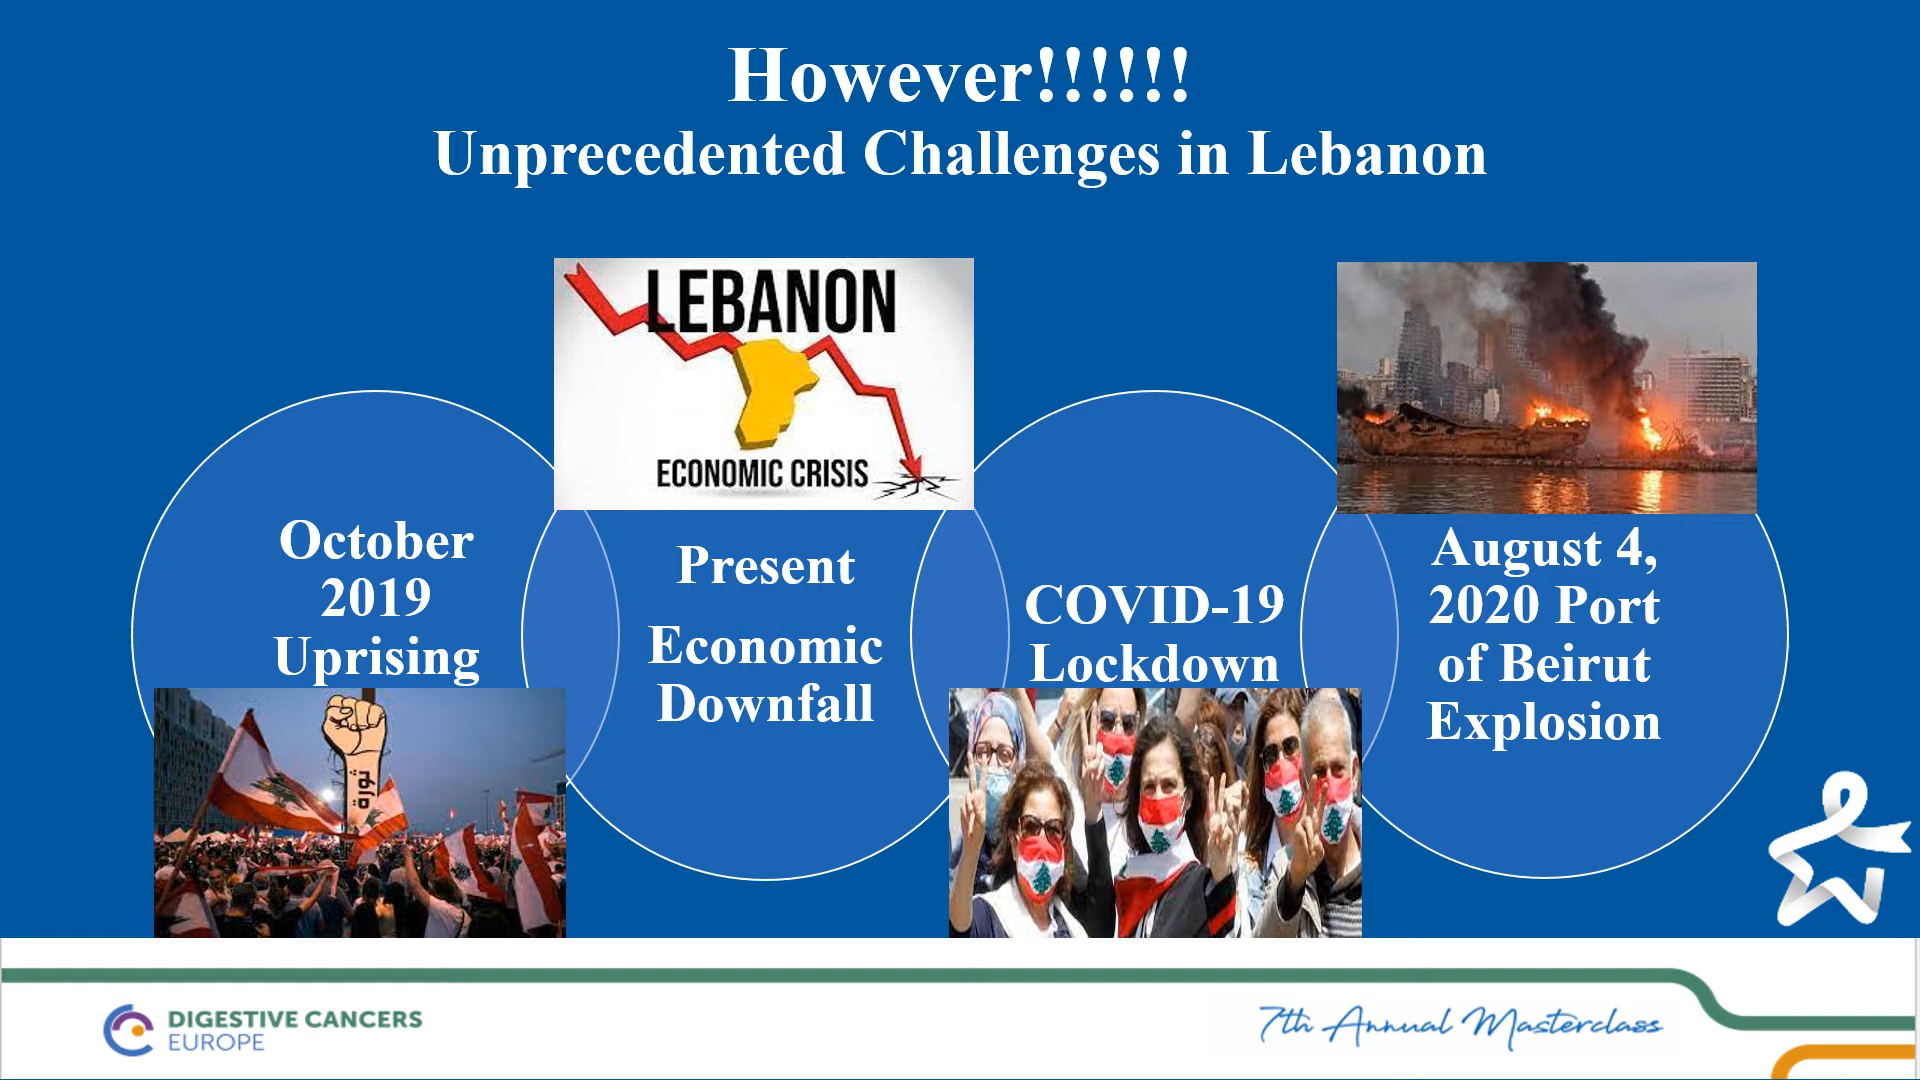 However!!!!!!
Unprecedented Challenges in Lebanon
LEBANON
ECONOMIC CRISIS
October
2019
Uprising
ثورة
Present
Economic
Downfall
COVID-19
Lockdown
August 4,
2020 Port
of Beirut
Explosion
DIGESTIVE CANCERS
EUROPE
7th Annual Masterclass